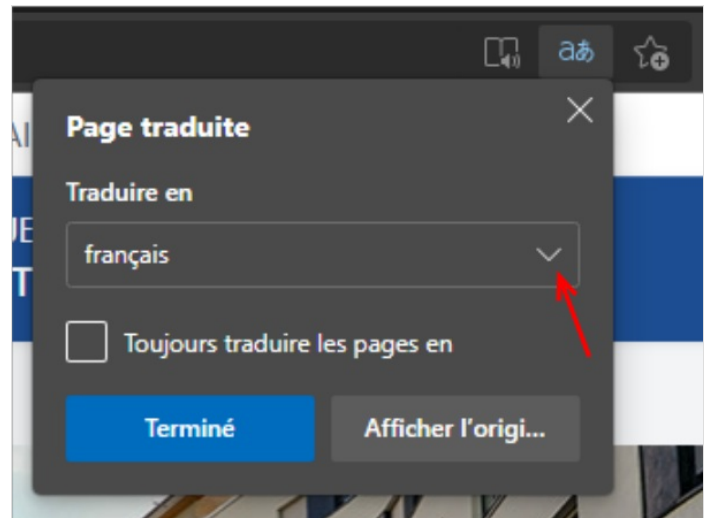 aあ
Page traduite
Traduire en
français
Toujours traduire les pages en
Terminé
Afficher l'origi...